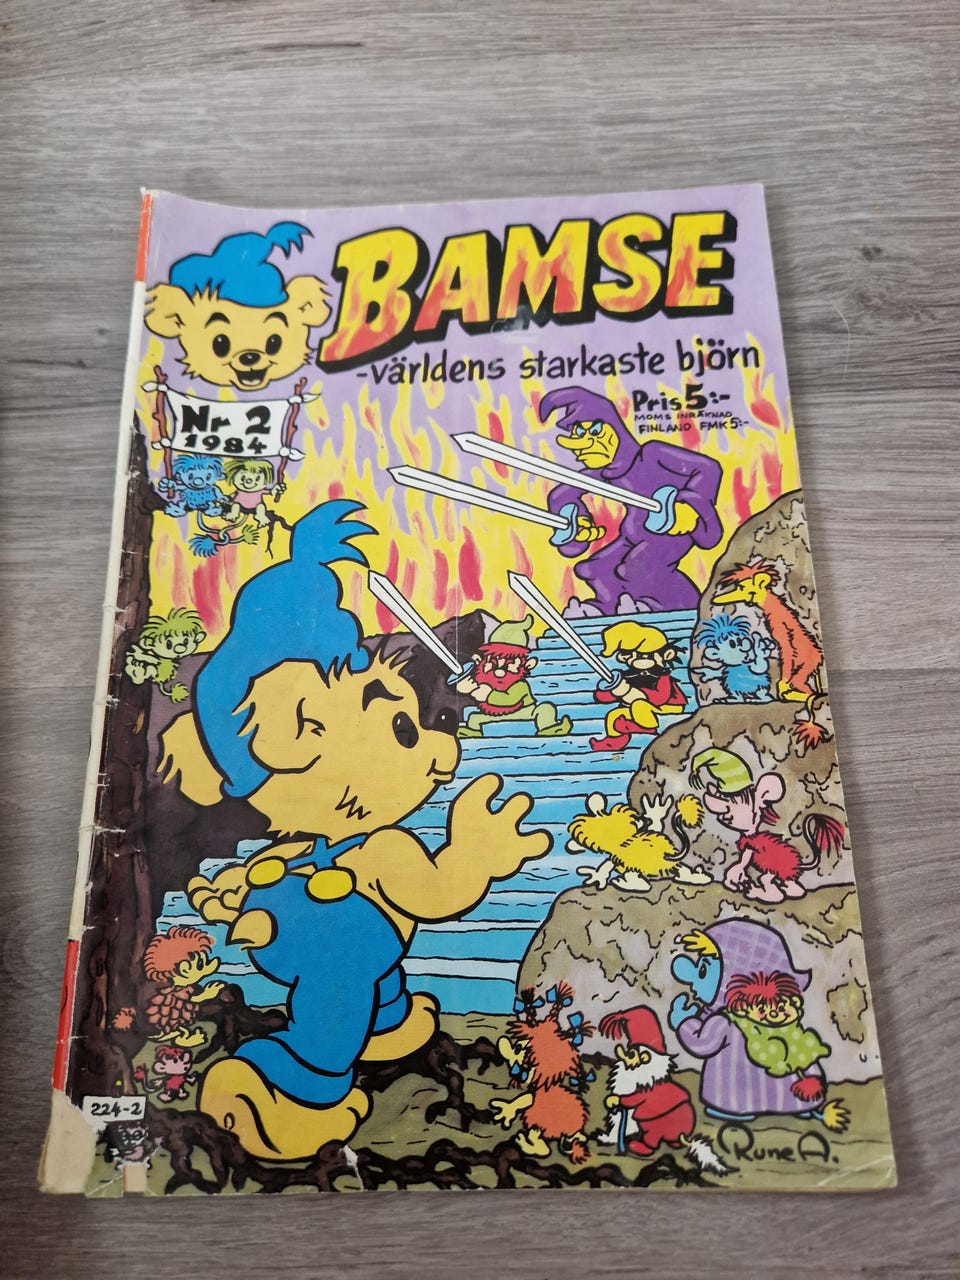 BAMSE
-världens starkaste björn
Nr 2
1984
Pris 5:-
MOMS INRÄKNAD
FINLAND FMK 5:-
224-2
Rune A.